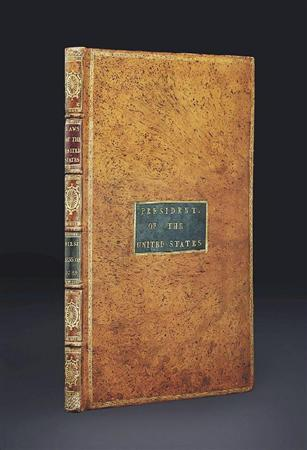 LAWS
OF THE
UNITED
STATES
PRESIDENT.
OF THE
UNITED STATES